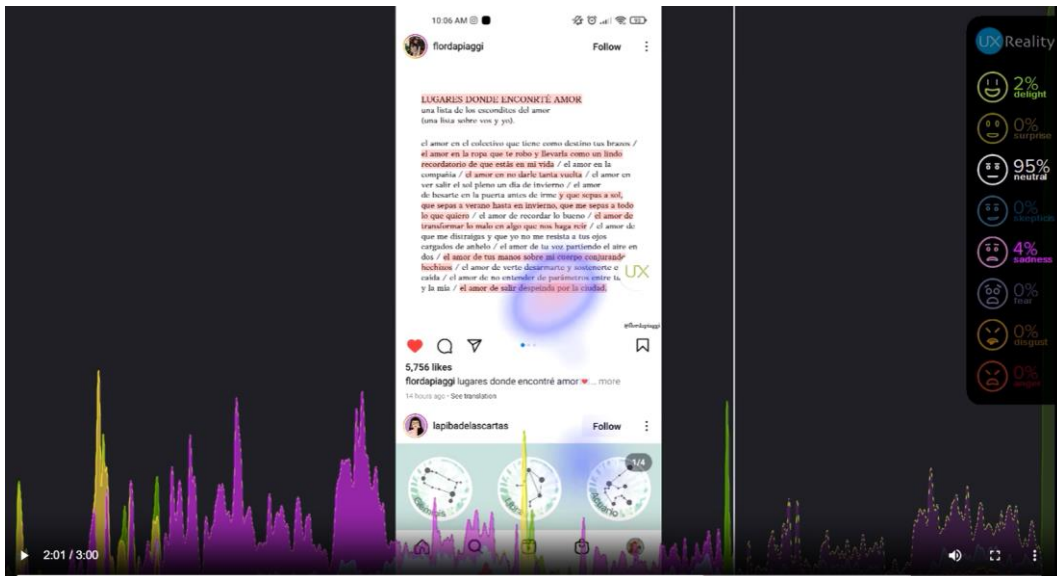 10:06 AM
flordapiaggi
Follow
LUGARES DONDE ENCONRTÉ AMOR
una lista de los escondites del amor
(una lista sobre vos y yo).
el amor en el colectivo que tiene como destino tus brazos /
el amor en la ropa que te robo y llevarla como un lindo
recordatorio de que estás en mi vida / el amor en la
compañía / el amor en no darle tanta vuelta / el amor en
ver salir el sol pleno un día de invierno / el amor
de besarte en la puerta antes de irme y que sepas a sol,
que sepas a verano hasta en invierno, que me sepas a todo
lo que quiero / el amor de recordar lo bueno / el amor de
transformar lo malo en algo que nos haga reír / el amor de
que me distraigas y que yo no me resista a tus ojos
cargados de anhelo / el amor de tu voz partiendo el aire en
dos / el amor de tus manos sobre mi cuerpo conjurando
hechizos / el amor de verte desarmarte y sostenerte e
caída / el amor de no entender de parámetros entre
y la mía / el amor de salir despeinda por la ciudad.
UX
@flordapiaggi
5,756 likes
flordapiaggi lugares donde encontré amor ... more
14 hours ago · See translation
lapibadelascartas
Follow
1/4
Géminis
Libra
Acuario
2:01 / 3:00
UX Reality
2%
delight
0%
surprise
95%
neutral
0%
skeptick
4%
sadness
0%
fear
0%
disgust
0%
anger